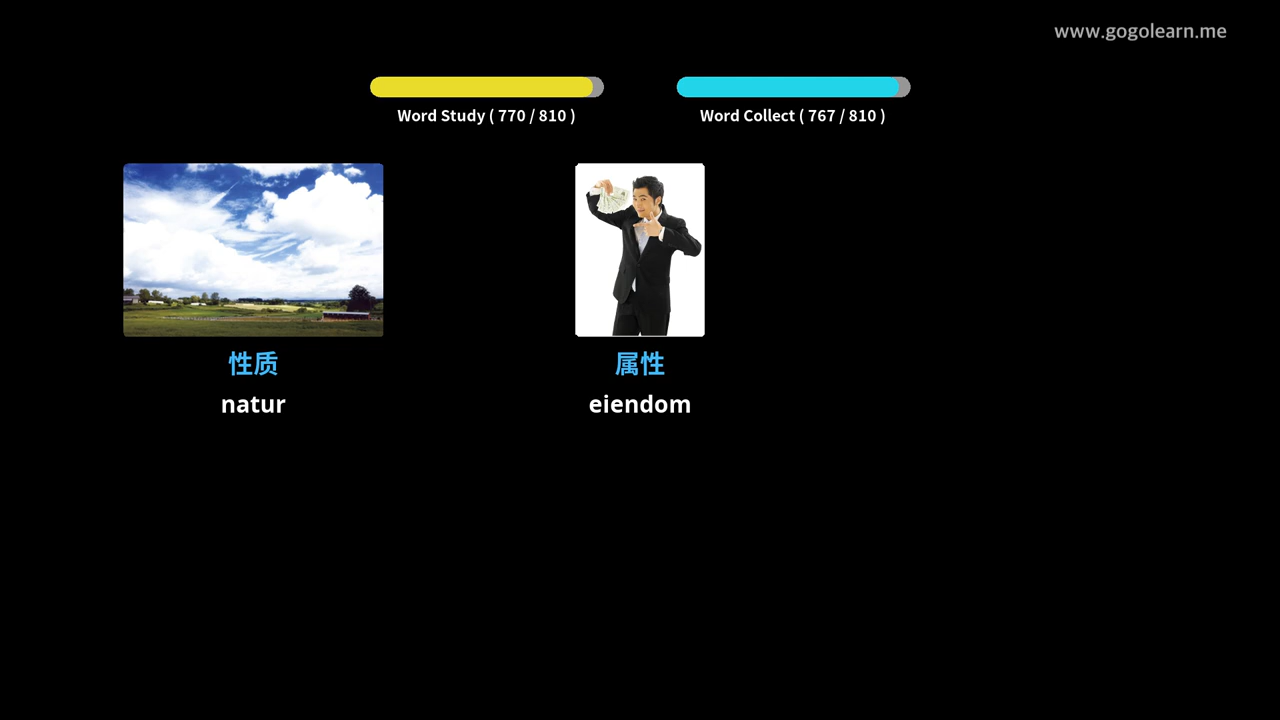 www.gogolearn.me
Word Study ( 770 / 810 )
Word Collect ( 767 / 810 )
性质
属性
natur
eiendom